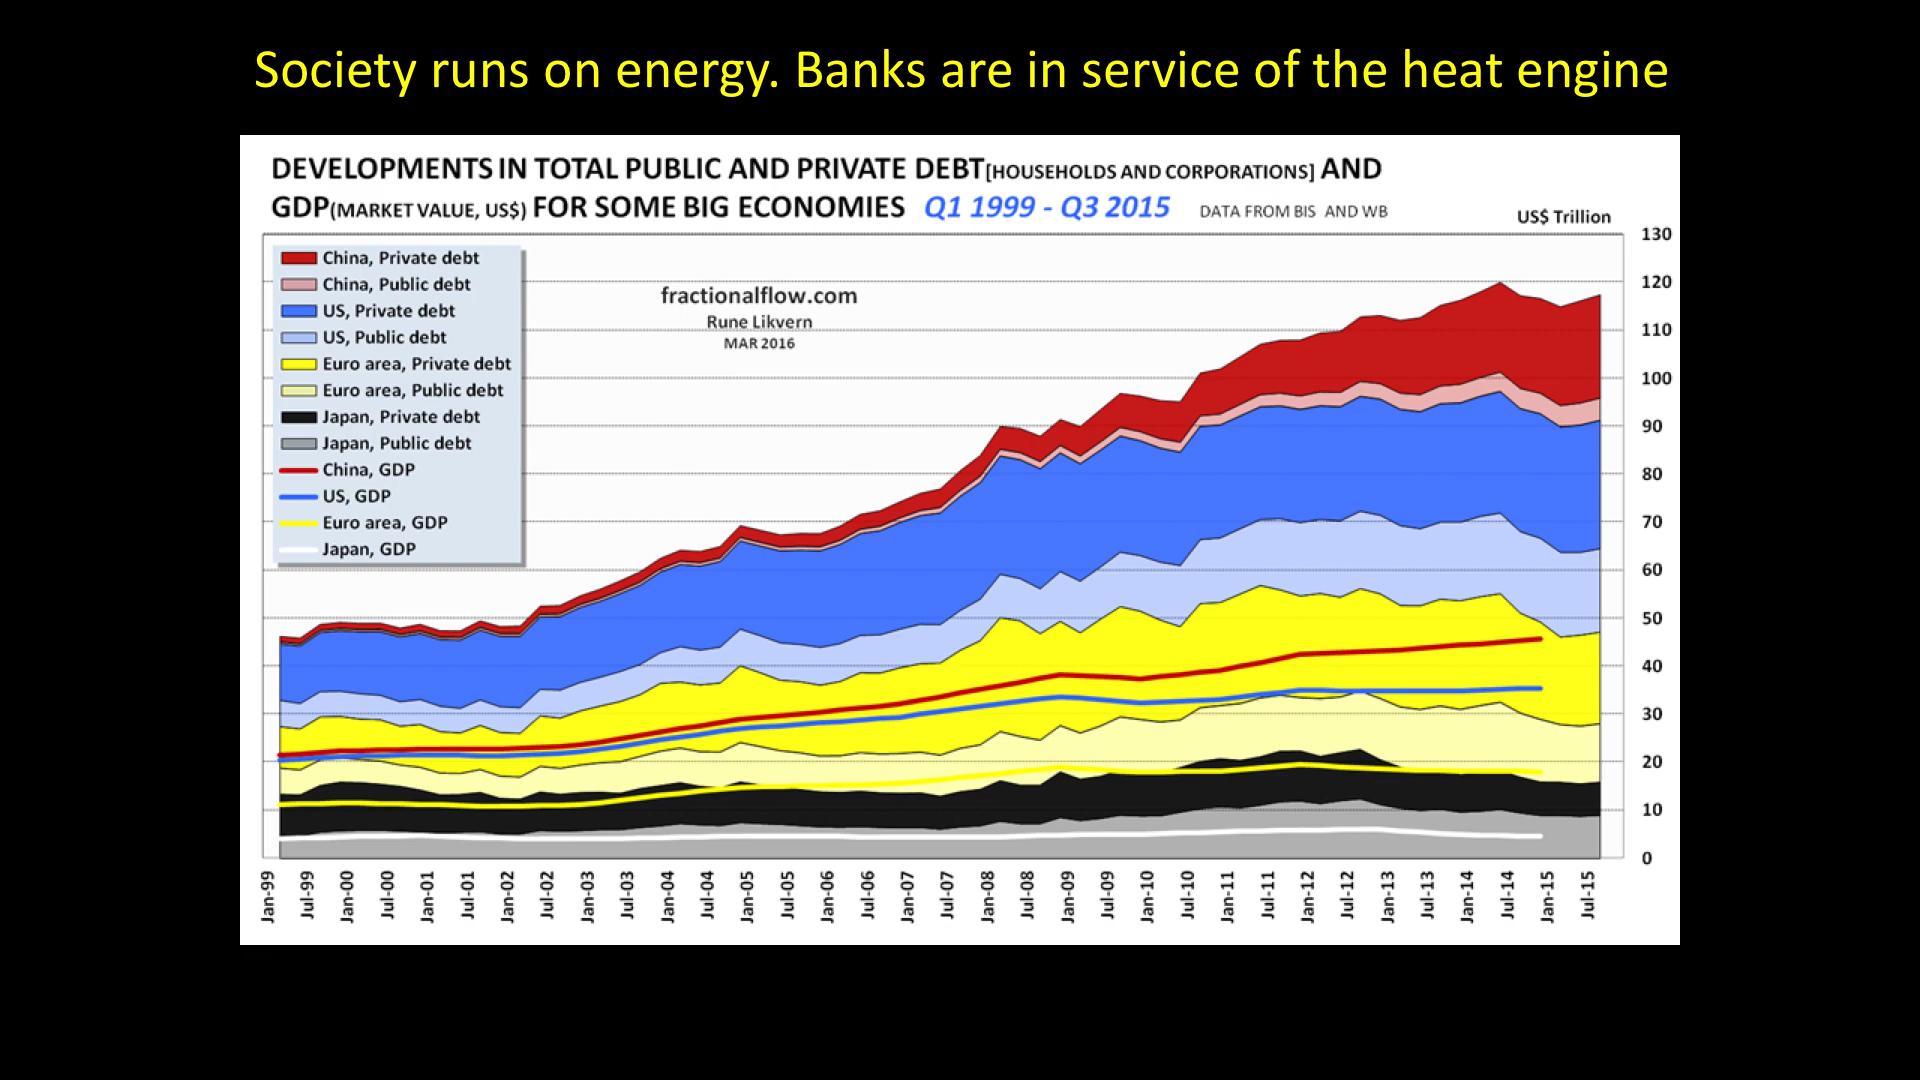 Society runs on energy. Banks are in service of the heat engine
DEVELOPMENTS IN TOTAL PUBLIC AND PRIVATE DEBT[HOUSEHOLDS AND CORPORATIONS] AND
GDP(MARKET VALUE, US$) FOR SOME BIG ECONOMIES Q1 1999 - Q3 2015 DATA FROM BIS AND WB
US$ Trillion
China, Private debt
China, Public debt
US, Private debt
US, Public debt
Euro area, Private debt
Euro area, Public debt
Japan, Private debt
Japan, Public debt
China, GDP
US, GDP
Euro area, GDP
Japan, GDP
fractionalflow.com
Rune Likvern
MAR 2016
130
120
110
100
90
80
70
60
50
40
30
20
10
0
Jan-99
Jul-99
Jan-00
Jul-00
Jan-01
Jul-01
Jan-02
Jul-02
Jan-03
Jul-03
Jan-04
Jul-04
Jan-05
Jul-05
Jan-06
Jul-06
Jan-07
Jul-07
Jan-08
Jul-08
Jan-09
Jul-09
Jan-10
Jul-10
Jan-11
Jul-11
Jan-12
Jul-12
Jan-13
Jul-13
Jan-14
Jul-14
Jan-15
Jul-15